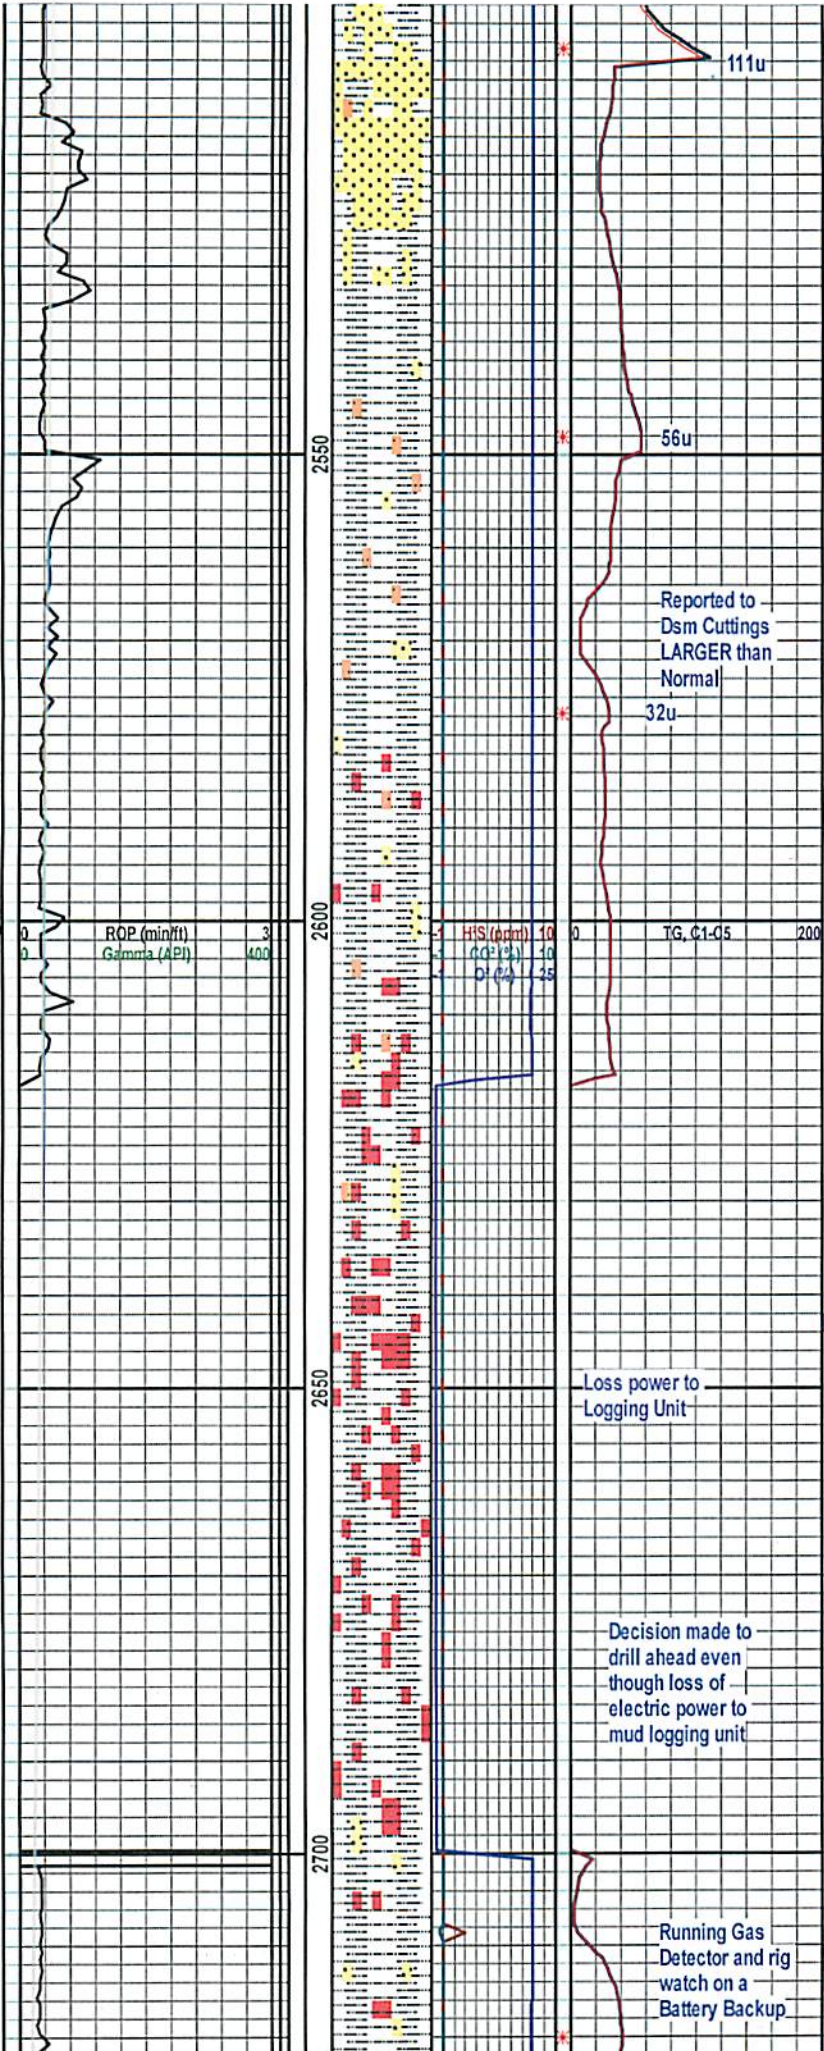 111u
56u
2550
Reported to
Dsm Cuttings
LARGER than
Normal
32u
2600
0 ROP (min/ft) 3
0 Gamma (API) 400
-1 H²S (ppm) 10
-1 CO² (%) 10
-1 O² (%) 25
0 TG, C1-C5 200
2650
Loss power to
Logging Unit
Decision made to
drill ahead even
though loss of
electric power to
mud logging unit
2700
Running Gas
Detector and rig
watch on a
Battery Backup